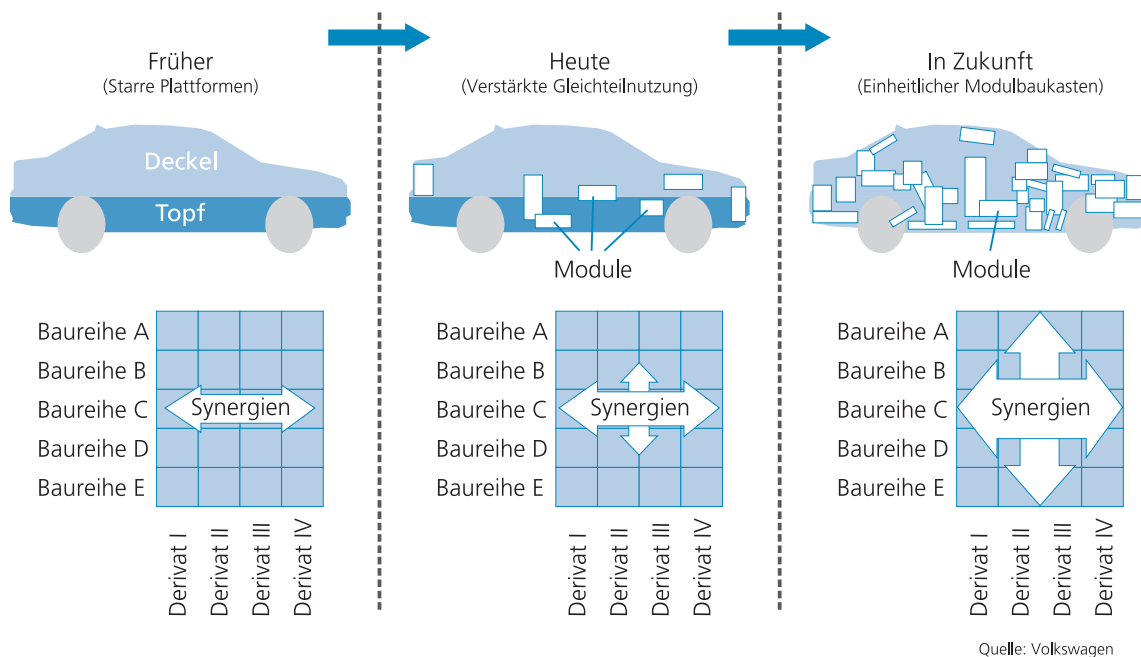 Früher
(Starre Plattformen)
Deckel
Topf
Baureihe A
Baureihe B
Baureihe C
Baureihe D
Baureihe E
Synergien
Derivat I
Derivat II
Derivat III
Derivat IV
Heute
(Verstärkte Gleichteilnutzung)
Module
Baureihe A
Baureihe B
Baureihe C
Baureihe D
Baureihe E
Synergien
Derivat I
Derivat II
Derivat III
Derivat IV
In Zukunft
(Einheitlicher Modulbaukasten)
Module
Baureihe A
Baureihe B
Baureihe C
Baureihe D
Baureihe E
Synergien
Derivat I
Derivat II
Derivat III
Derivat IV
Quelle: Volkswagen